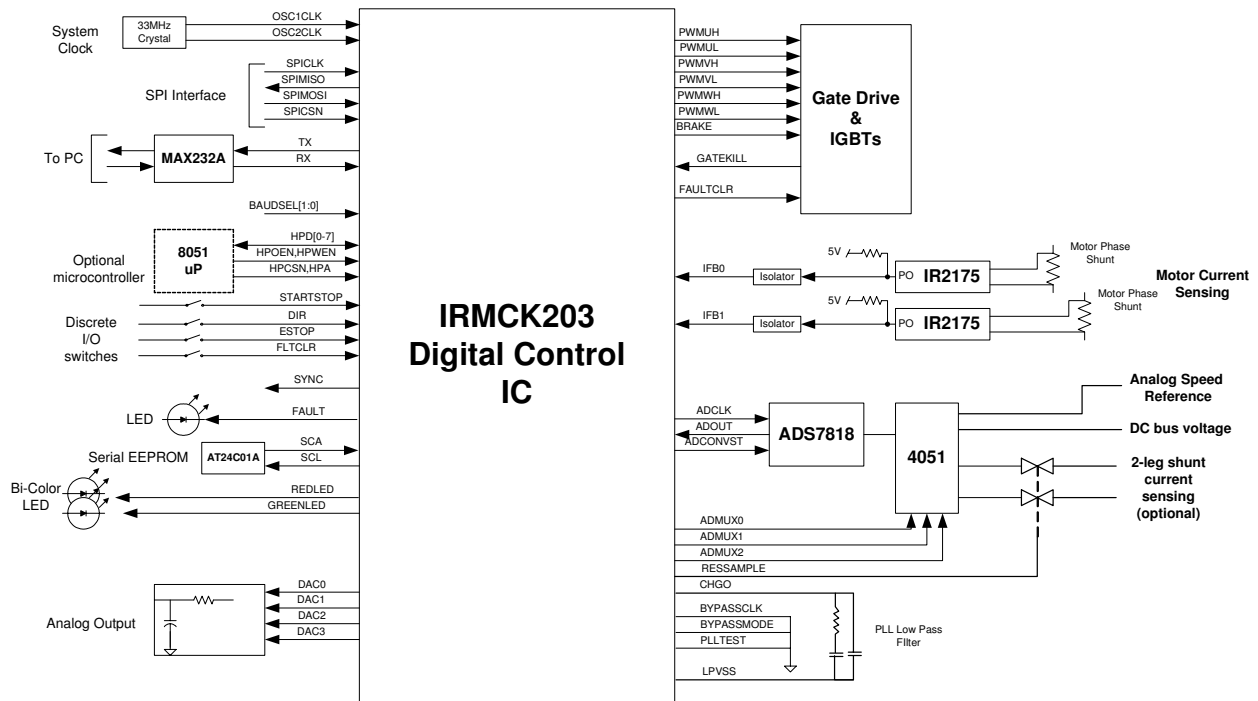 System
Clock
33MHz
Crystal
OSC1CLK
OSC2CLK
SPI Interface
SPICLK
SPIMISO
SPIMOSI
SPICSN
To PC
MAX232A
TX
RX
BAUDSEL[1:0]
Optional
microcontroller
8051
uP
HPD[0-7]
HPOEN,HPWEN
HPCSN,HPA
Discrete
I/O
switches
STARTSTOP
DIR
ESTOP
FLTCLR
SYNC
LED
FAULT
Serial EEPROM
AT24C01A
SCA
SCL
Bi-Color
LED
REDLED
GREENLED
Analog Output
DAC0
DAC1
DAC2
DAC3
IRMCK203
Digital Control
IC
PWMUH
PWMUL
PWMVH
PWMVL
PWMWH
PWMWL
BRAKE
GATEKILL
FAULTCLR
Gate Drive
&
IGBTs
IFB0
Isolator
5V
PO
IR2175
Motor Phase
Shunt
IFB1
Isolator
5V
PO
IR2175
Motor Phase
Shunt
Motor Current
Sensing
ADCLK
ADOUT
ADCONVST
ADS7818
4051
Analog Speed
Reference
DC bus voltage
2-leg shunt
current
sensing
(optional)
ADMUX0
ADMUX1
ADMUX2
RESSAMPLE
CHGO
BYPASSCLK
BYPASSMODE
PLLTEST
LPVSS
PLL Low Pass
FIlter